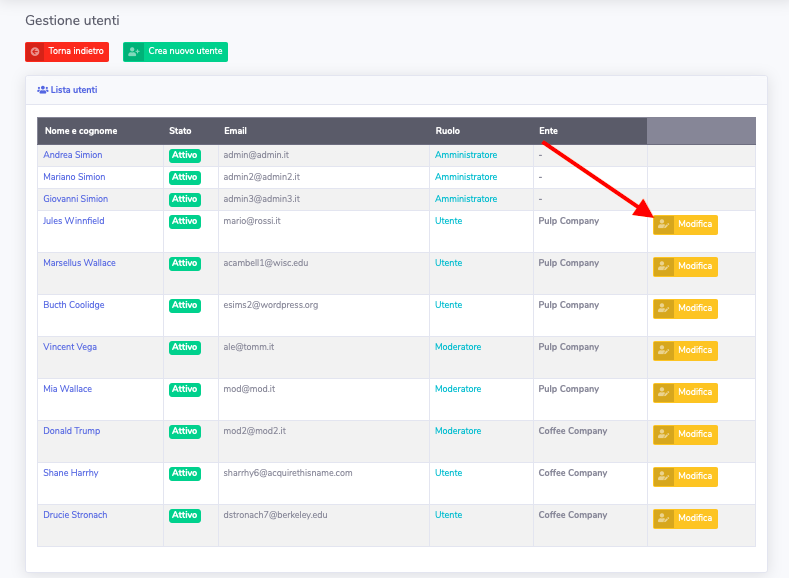 Gestione utenti
Torna indietro Crea nuovo utente
Lista utenti
Nome e cognome Stato Email Ruolo Ente
Andrea Simion Attivo admin@admin.it Amministratore -
Mariano Simion Attivo admin2@admin2.it Amministratore -
Giovanni Simion Attivo admin3@admin3.it Amministratore -
Jules Winnfield Attivo mario@rossi.it Utente Pulp Company Modifica
Marsellus Wallace Attivo acambell1@wisc.edu Utente Pulp Company Modifica
Bucth Coolidge Attivo esims2@wordpress.org Utente Pulp Company Modifica
Vincent Vega Attivo ale@tomm.it Moderatore Pulp Company Modifica
Mia Wallace Attivo mod@mod.it Moderatore Pulp Company Modifica
Donald Trump Attivo mod2@mod2.it Moderatore Coffee Company Modifica
Shane Harrhy Attivo sharrhy6@acquirethisname.com Utente Coffee Company Modifica
Drucie Stronach Attivo dstronach7@berkeley.edu Utente Coffee Company Modifica